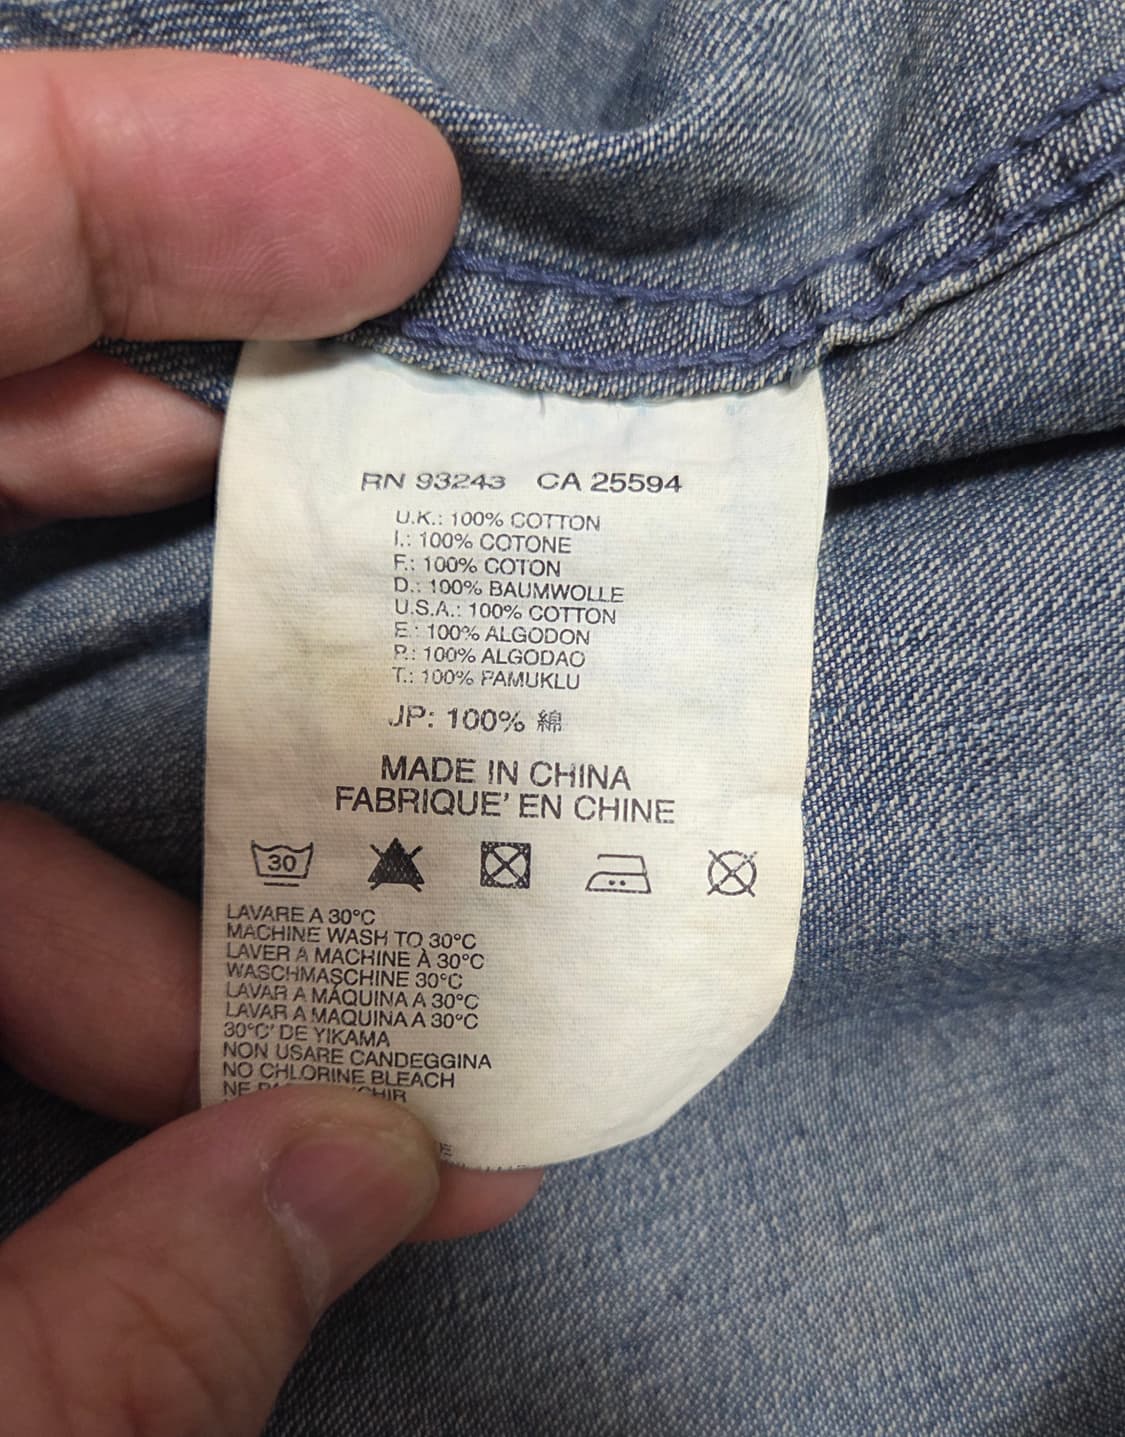 RN 93243 CA 25594
U.K.: 100% COTTON
I.: 100% COTONE
F.: 100% COTON
D.: 100% BAUMWOLLE
U.S.A.: 100% COTTON
E.: 100% ALGODON
P.: 100% ALGODAO
T.: 100% PAMUKLU
JP: 100% 綿
MADE IN CHINA
FABRIQUE' EN CHINE
30
LAVARE A 30°C
MACHINE WASH TO 30°C
LAVER A MACHINE À 30°C
WASCHMASCHINE 30°C
LAVAR A MÁQUINA A 30°C
LAVAR A MAQUINA A 30°C
30°C' DE YIKAMA
NON USARE CANDEGGINA
NO CHLORINE BLEACH
NE